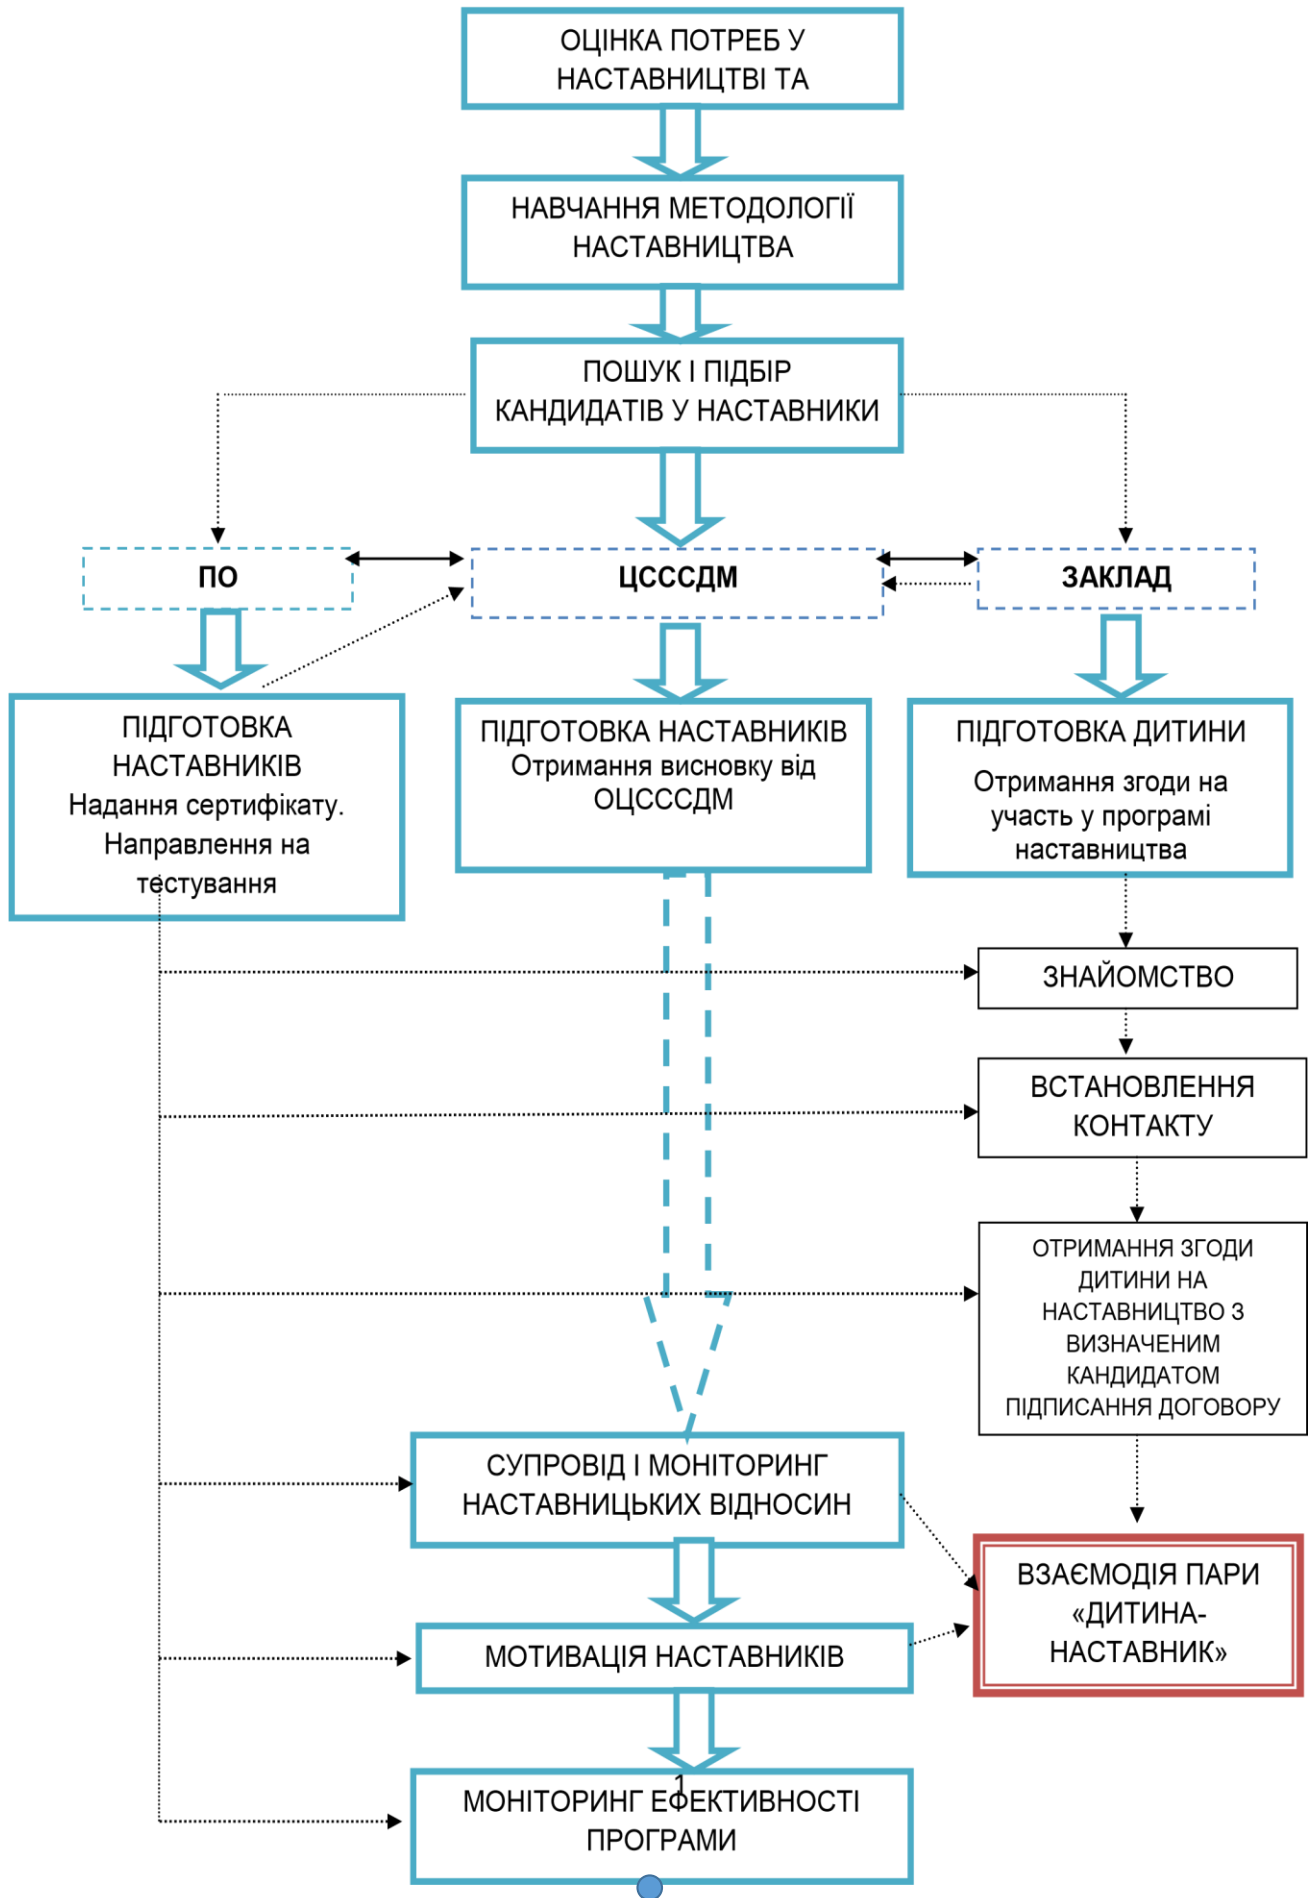 ОЦІНКА ПОТРЕБ У
НАСТАВНИЦТВІ ТА
НАВЧАННЯ МЕТОДОЛОГІЇ
НАСТАВНИЦТВА
ПОШУК І ПІДБІР
КАНДИДАТІВ У НАСТАВНИКИ
ПО
ЦСССДМ
ЗАКЛАД
ПІДГОТОВКА
НАСТАВНИКІВ
Надання сертифікату.
Направлення на
тестування
ПІДГОТОВКА НАСТАВНИКІВ
Отримання висновку від
ОЦСССДМ
ПІДГОТОВКА ДИТИНИ
Отримання згоди на
участь у програмі
наставництва
ЗНАЙОМСТВО
ВСТАНОВЛЕННЯ
КОНТАКТУ
ОТРИМАННЯ ЗГОДИ
ДИТИНИ НА
НАСТАВНИЦТВО З
ВИЗНАЧЕНИМ
КАНДИДАТОМ
ПІДПИСАННЯ ДОГОВОРУ
СУПРОВІД І МОНІТОРИНГ
НАСТАВНИЦЬКИХ ВІДНОСИН
ВЗАЄМОДІЯ ПАРИ
«ДИТИНА-
НАСТАВНИК»
МОТИВАЦІЯ НАСТАВНИКІВ
1
МОНІТОРИНГ ЕФЕКТИВНОСТІ
ПРОГРАМИ